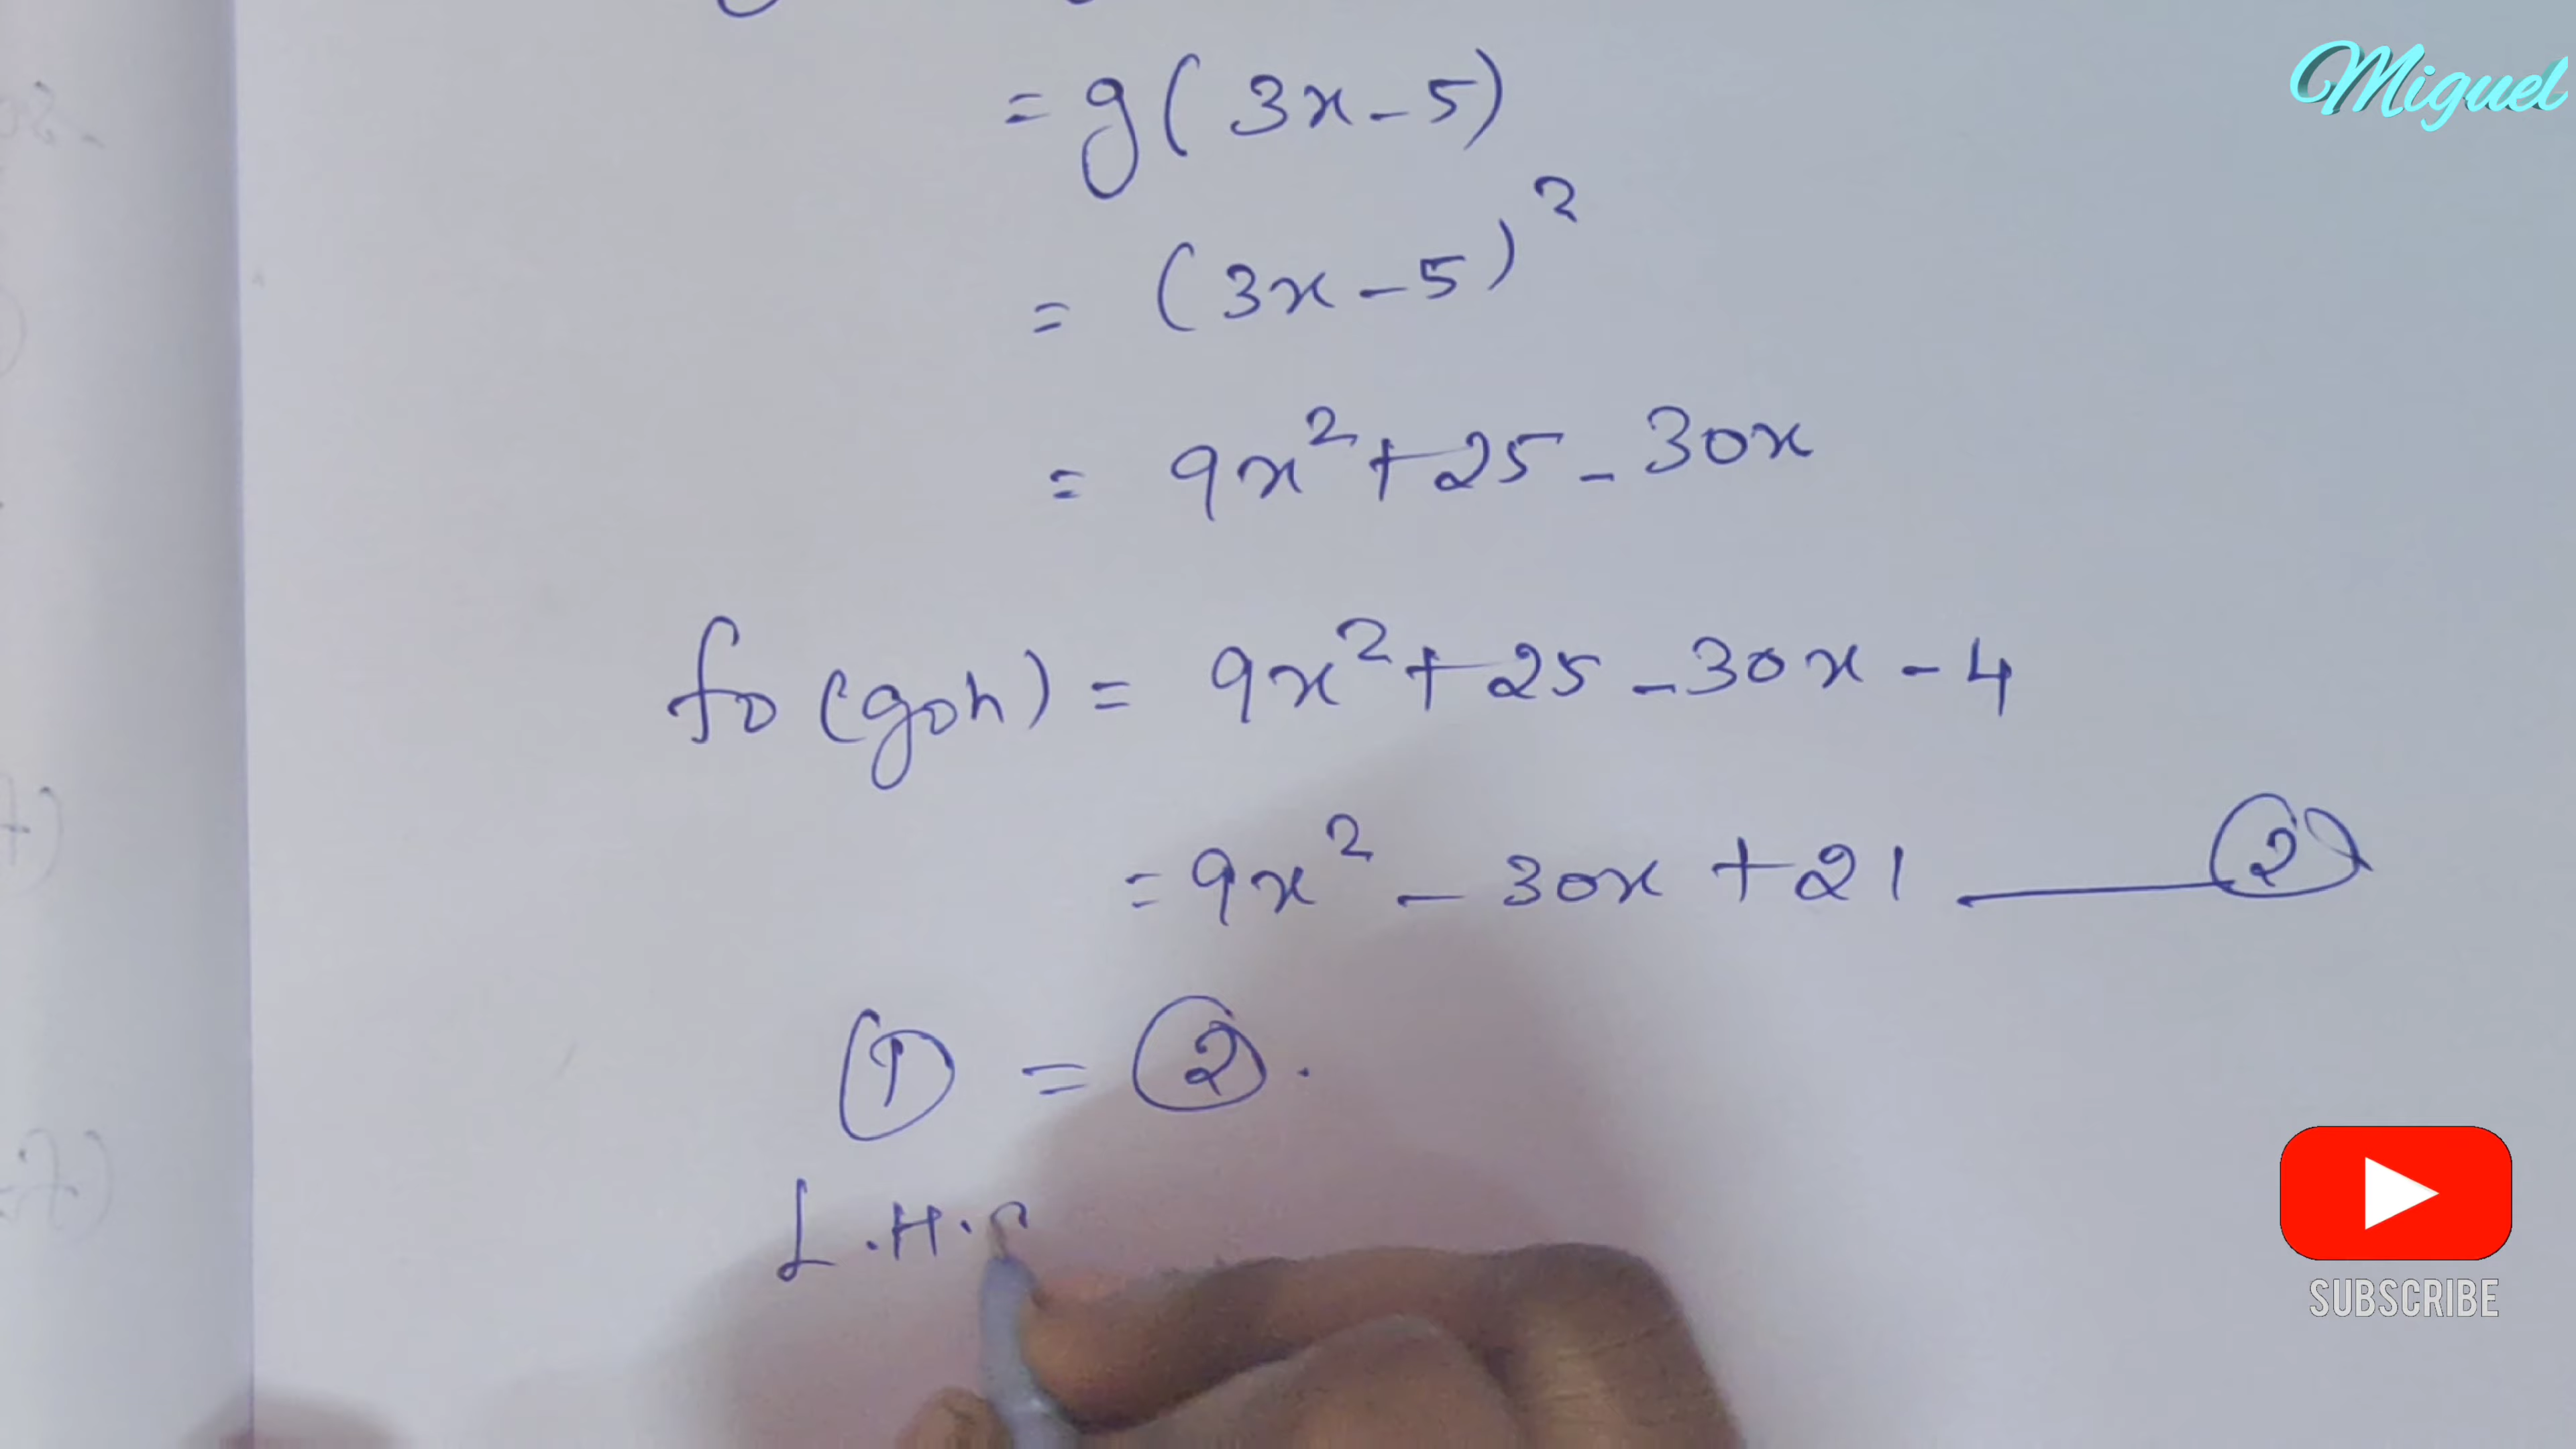 = g(3x-5)
Miguel
= (3x-5)²
= 9x²+25-30x
fo(goh) = 9x²+25-30x-4
= 9x²-30x+21 ——— ②
① = ②.
L.H.
SUBSCRIBE